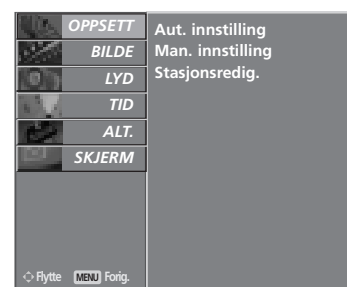 OPPSETT
BILDE
LYD
TID
ALT.
SKJERM
Aut. innstilling
Man. innstilling
Stasjonsredig.
Flytte MENU Forig.